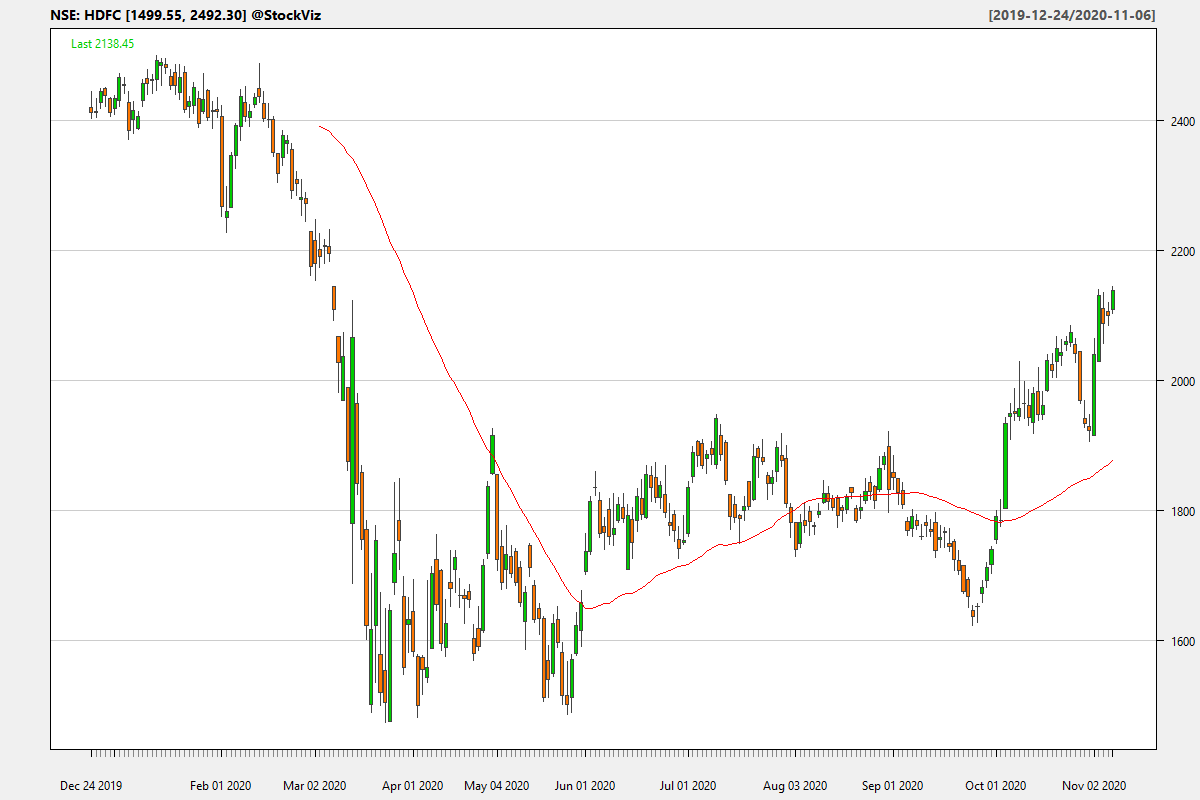 NSE: HDFC [1499.55, 2492.30] @StockViz
[2019-12-24/2020-11-06]
Last 2138.45
2400
2200
2000
1800
1600
Dec 24 2019
Feb 01 2020
Mar 02 2020
Apr 01 2020
May 04 2020
Jun 01 2020
Jul 01 2020
Aug 03 2020
Sep 01 2020
Oct 01 2020
Nov 02 2020